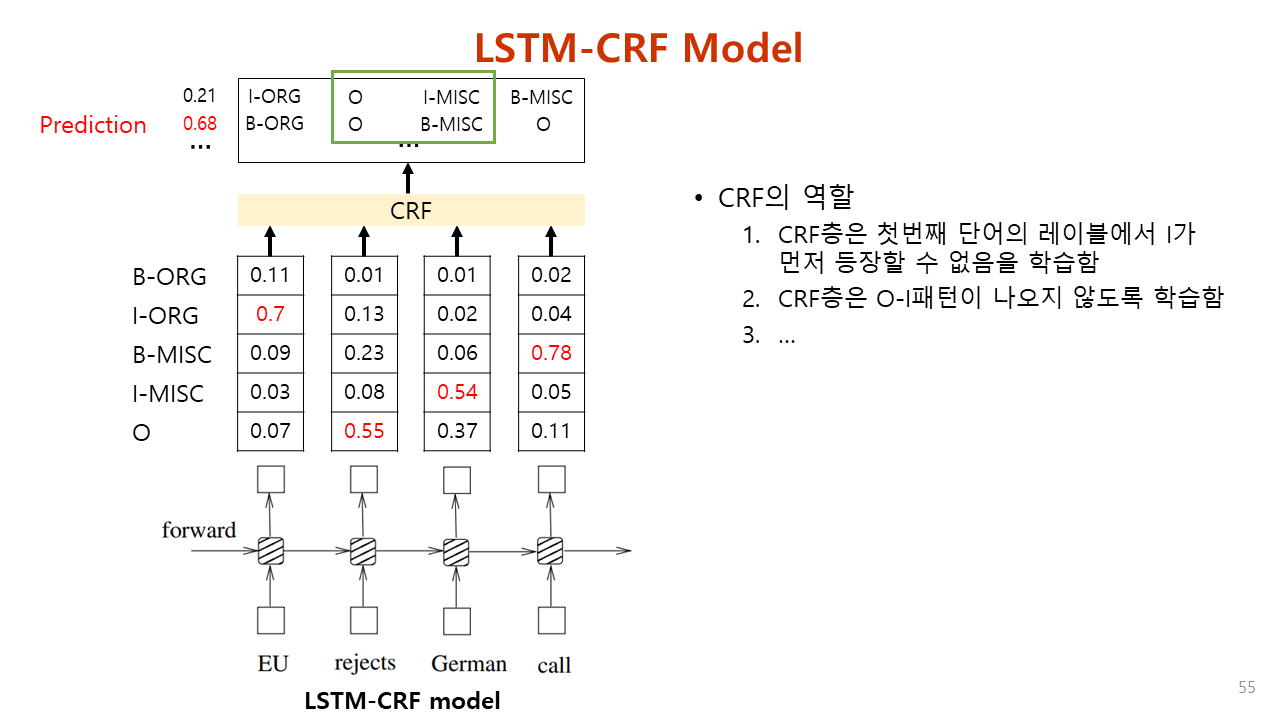 LSTM-CRF Model
0.21 I-ORG O I-MISC B-MISC
Prediction 0.68 B-ORG O B-MISC O
... ...
CRF
B-ORG 0.11 0.01 0.01 0.02
I-ORG 0.7 0.13 0.02 0.04
B-MISC 0.09 0.23 0.06 0.78
I-MISC 0.03 0.08 0.54 0.05
O 0.07 0.55 0.37 0.11
forward
EU rejects German call
LSTM-CRF model
• CRF의 역할
1. CRF층은 첫번째 단어의 레이블에서 I가
먼저 등장할 수 없음을 학습함
2. CRF층은 O-I패턴이 나오지 않도록 학습함
3. ...
55